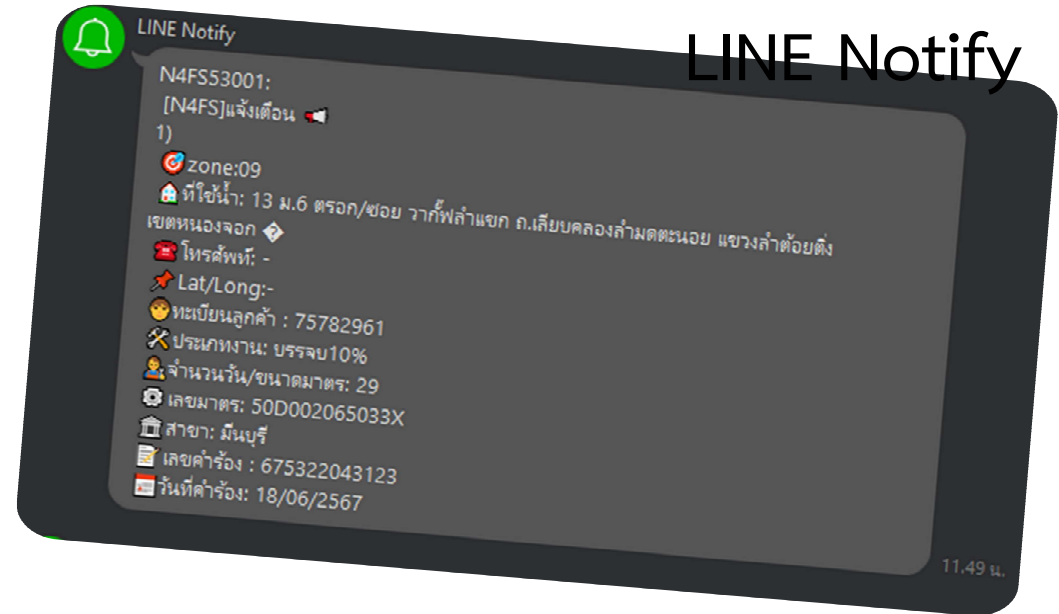 LINE Notify
LINE Notify
N4FS53001:
[N4FS]แจ้งเตือน 📢
1)
🎯zone:09
🏠ที่ใช้น้ำ: 13 ม.6 ตรอก/ซอย วากั๊ฟลำแขก ถ.เลียบคลองลำมดตะนอย แขวงลำต้อยติ่ง
เขตหนองจอก �
☎️โทรศัพท์: -
📌Lat/Long:-
🧑ทะเบียนลูกค้า : 75782961
🛠ประเภทงาน: บรรจบ10%
👨‍🔧จำนวนวัน/ขนาดมาตร: 29
⚙️ เลขมาตร: 50D002065033X
🏛 สาขา: มีนบุรี
📝 เลขคำร้อง : 675322043123
📅วันที่คำร้อง: 18/06/2567
11.49 น.